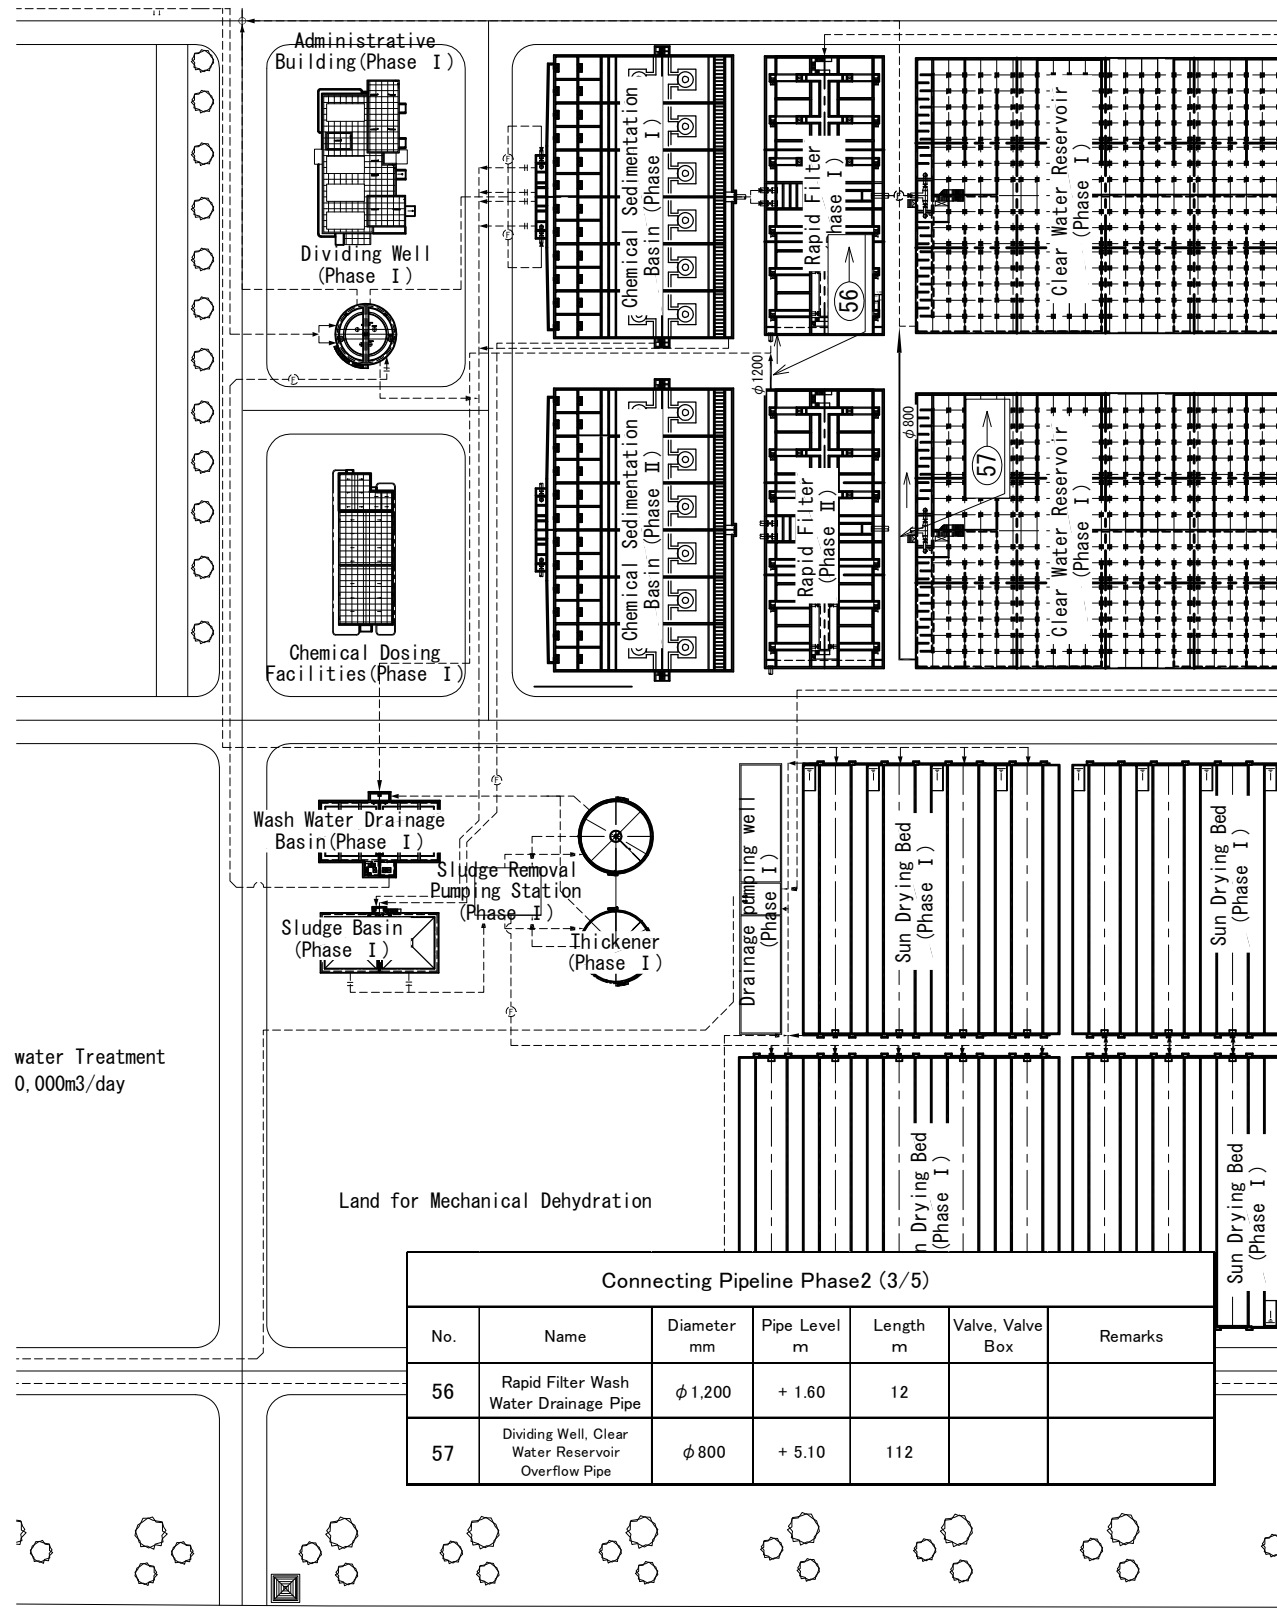 Administrative
Building(Phase Ⅰ)
Dividing Well
(Phase Ⅰ)
Chemical Sedimentation
Basin (Phase Ⅰ)
Rapid Filter
(Phase Ⅰ)
56
Clear Water Reservoir
(Phase Ⅰ)
F
F
F
F
φ1200
φ800
Chemical Sedimentation
Basin (Phase Ⅱ)
Rapid Filter
(Phase Ⅱ)
57
Clear Water Reservoir
(Phase Ⅰ)
Chemical Dosing
Facilities(Phase Ⅰ)
Wash Water Drainage
Basin(Phase Ⅰ)
F
Sludge Removal
Pumping Station
(Phase Ⅰ)
Sludge Basin
(Phase Ⅰ)
Thickener
(Phase Ⅰ)
F
Drainage pumping well
(Phase Ⅰ)
Sun Drying Bed
(Phase Ⅰ)
Sun Drying Bed
(Phase Ⅰ)
water Treatment
0,000m3/day
Land for Mechanical Dehydration
n Drying Bed
(Phase Ⅰ)
Sun Drying Bed
(Phase Ⅰ)
Connecting Pipeline Phase2 (3/5)
No. Name Diameter mm Pipe Level m Length m Valve, Valve Box Remarks
56 Rapid Filter Wash Water Drainage Pipe φ1,200 + 1.60 12
57 Dividing Well, Clear Water Reservoir Overflow Pipe φ800 + 5.10 112